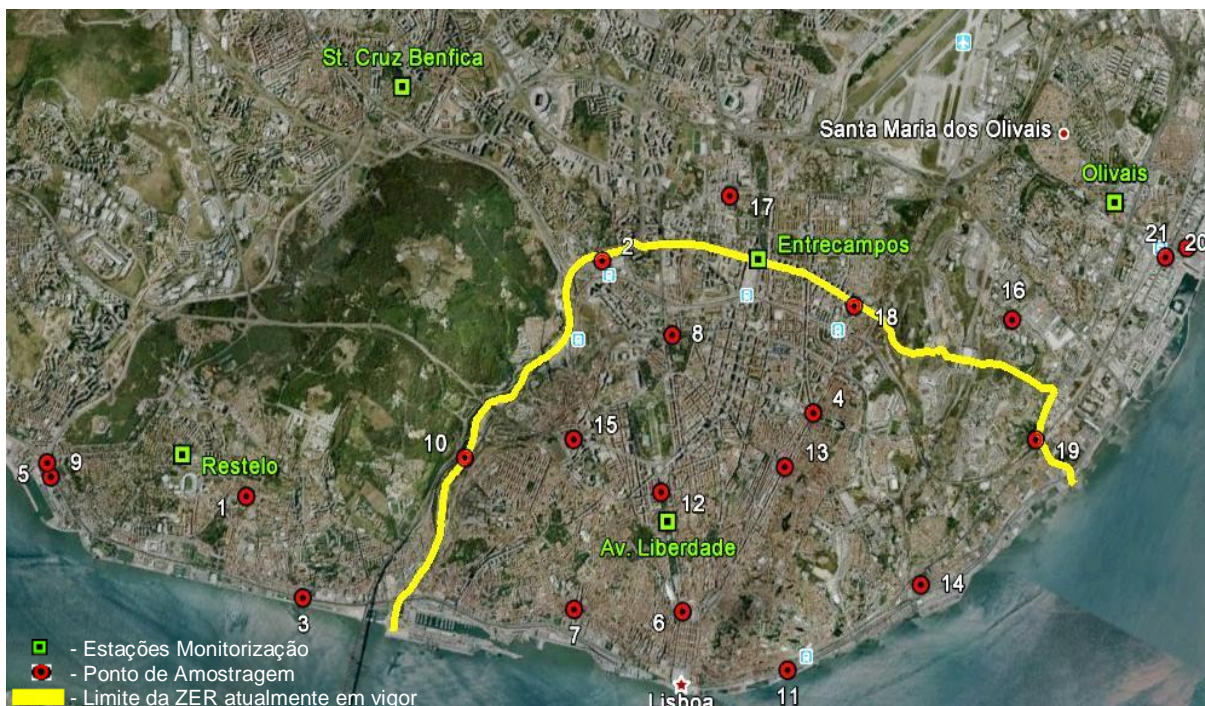 St. Cruz Benfica
Santa Maria dos Olivais
Olivais
17
2
Entrecampos
21
20
16
18
8
4
15
10
13
9
5
Restelo
19
1
12
Av. Liberdade
14
3
7
6
11
- Estações Monitorização
- Ponto de Amostragem
- Limite da ZER atualmente em vigor
Lisboa